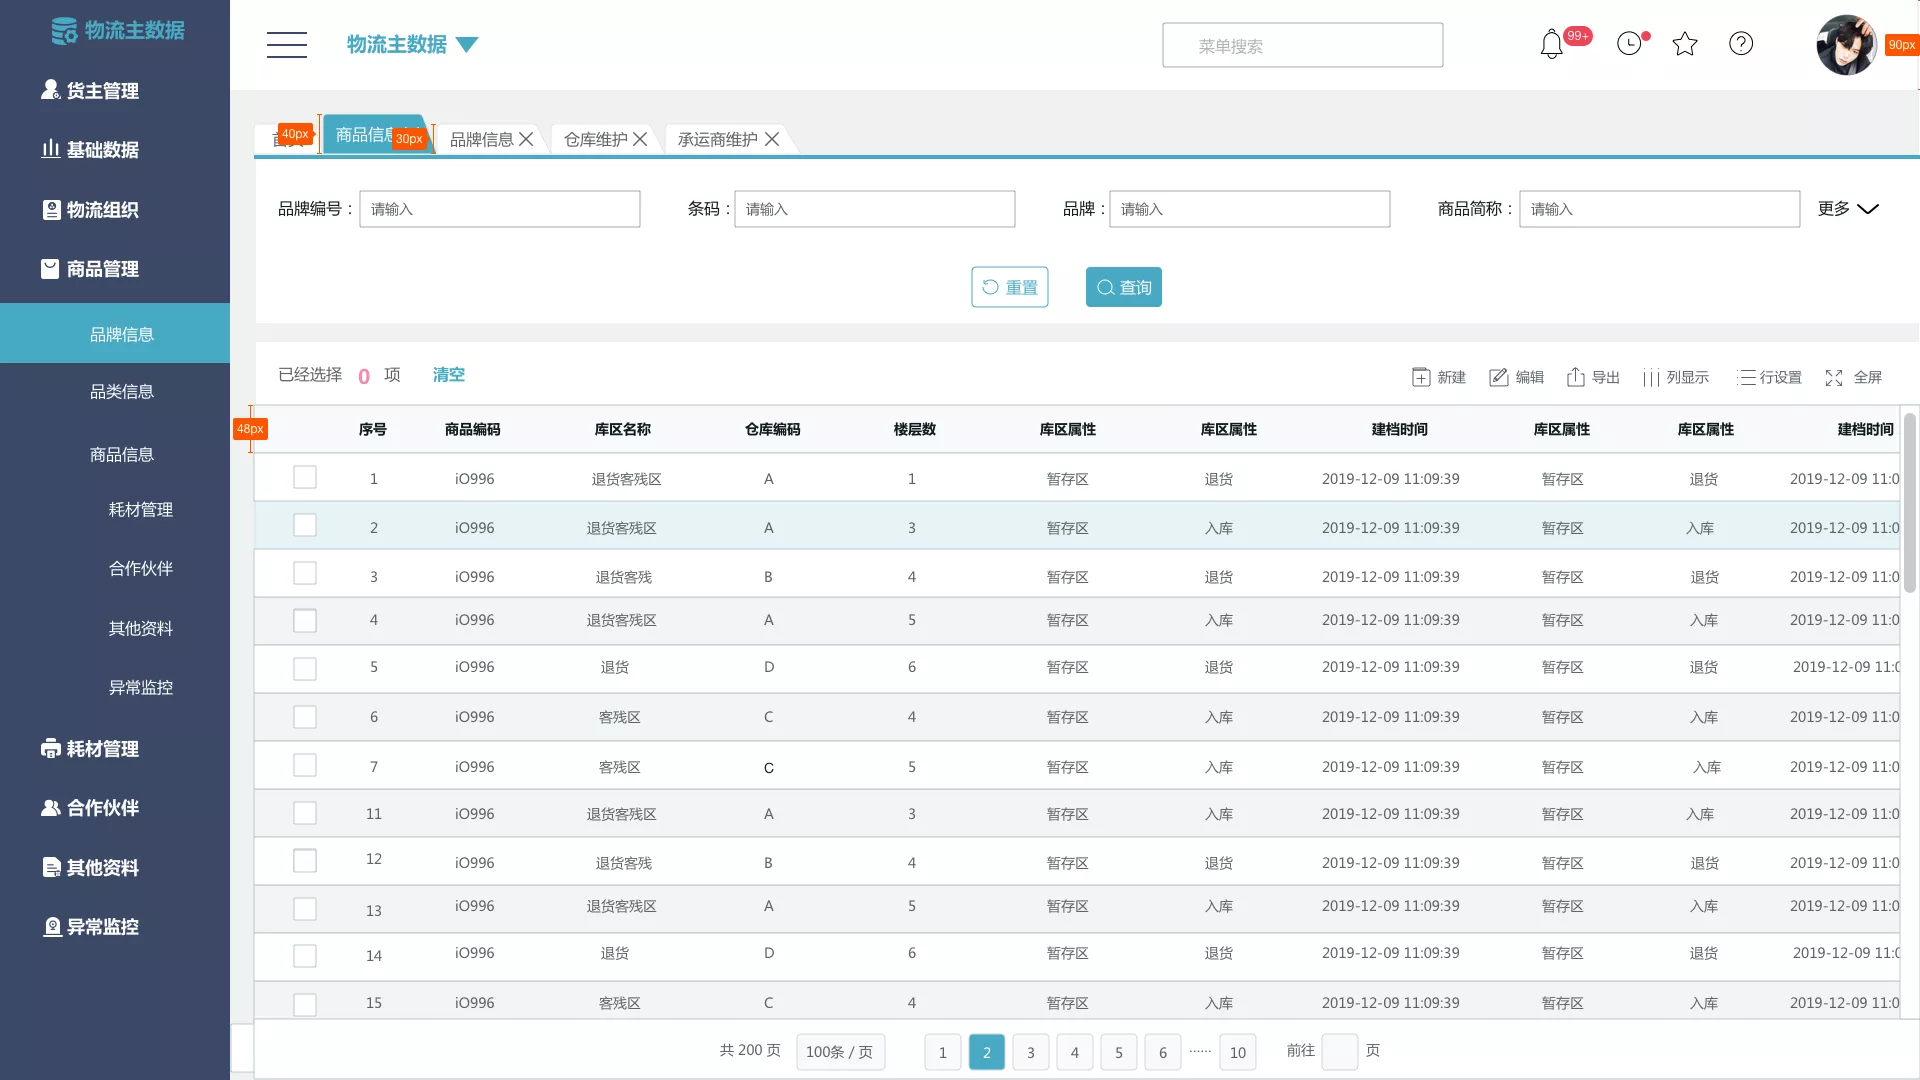 物流主数据
货主管理
基础数据
物流组织
商品管理
品牌信息
品类信息
商品信息
耗材管理
合作伙伴
其他资料
异常监控
耗材管理
合作伙伴
其他资料
异常监控
物流主数据
菜单搜索
99+
90px
40px
商品信息
30px
品牌信息
仓库维护
承运商维护
品牌编号： 请输入 条码： 请输入 品牌： 请输入 商品简称： 请输入 更多
重置 查询
已经选择 0 项 清空 新建 编辑 导出 列显示 行设置 全屏
48px
序号 商品编码 库区名称 仓库编码 楼层数 库区属性 库区属性 建档时间 库区属性 库区属性 建档时间
1 iO996 退货客残区 A 1 暂存区 退货 2019-12-09 11:09:39 暂存区 退货 2019-12-09 11:0
2 iO996 退货客残区 A 3 暂存区 入库 2019-12-09 11:09:39 暂存区 入库 2019-12-09 11:0
3 iO996 退货客残 B 4 暂存区 退货 2019-12-09 11:09:39 暂存区 退货 2019-12-09 11:0
4 iO996 退货客残区 A 5 暂存区 入库 2019-12-09 11:09:39 暂存区 入库 2019-12-09 11:0
5 iO996 退货 D 6 暂存区 退货 2019-12-09 11:09:39 暂存区 退货 2019-12-09 11:0
6 iO996 客残区 C 4 暂存区 入库 2019-12-09 11:09:39 暂存区 入库 2019-12-09 11:0
7 iO996 客残区 C 5 暂存区 入库 2019-12-09 11:09:39 暂存区 入库 2019-12-09 11:0
11 iO996 退货客残区 A 3 暂存区 入库 2019-12-09 11:09:39 暂存区 入库 2019-12-09 11:0
12 iO996 退货客残 B 4 暂存区 退货 2019-12-09 11:09:39 暂存区 退货 2019-12-09 11:0
13 iO996 退货客残区 A 5 暂存区 入库 2019-12-09 11:09:39 暂存区 入库 2019-12-09 11:0
14 iO996 退货 D 6 暂存区 退货 2019-12-09 11:09:39 暂存区 退货 2019-12-09 11:0
15 iO996 客残区 C 4 暂存区 入库 2019-12-09 11:09:39 暂存区 入库 2019-12-09 11:0
共 200 页 100条 / 页 1 2 3 4 5 6 ······ 10 前往 页